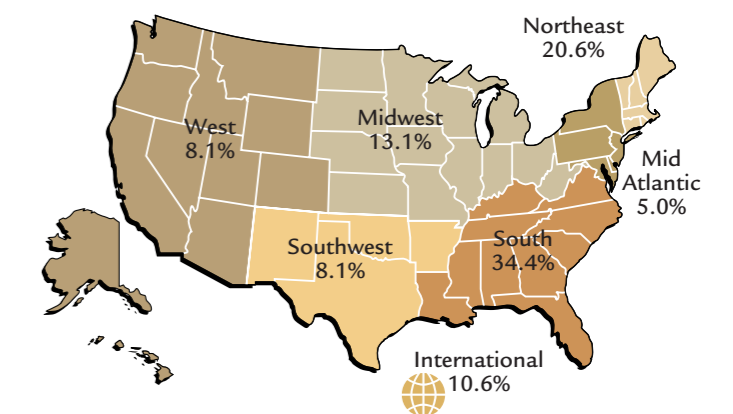 Northeast
20.6%
West
8.1%
Midwest
13.1%
Mid
Atlantic
5.0%
Southwest
8.1%
South
34.4%
International
10.6%